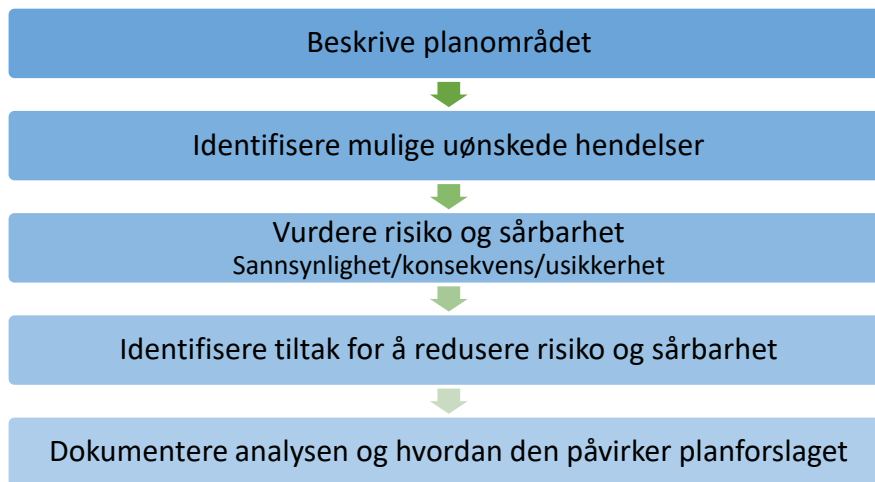 Beskrive planområdet
Identifisere mulige uønskede hendelser
Vurdere risiko og sårbarhet
Sannsynlighet/konsekvens/usikkerhet
Identifisere tiltak for å redusere risiko og sårbarhet
Dokumentere analysen og hvordan den påvirker planforslaget